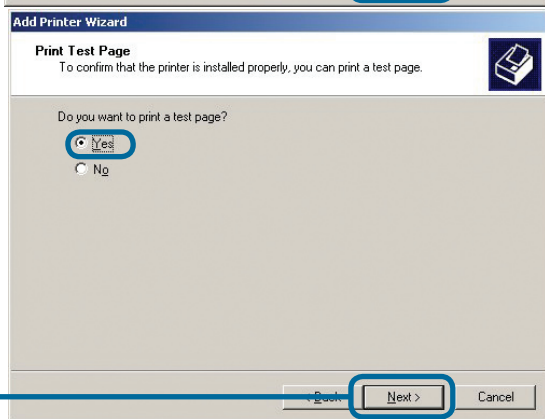 Add Printer Wizard
Print Test Page
To confirm that the printer is installed properly, you can print a test page.
Do you want to print a test page?
Yes
No
< Back Next > Cancel